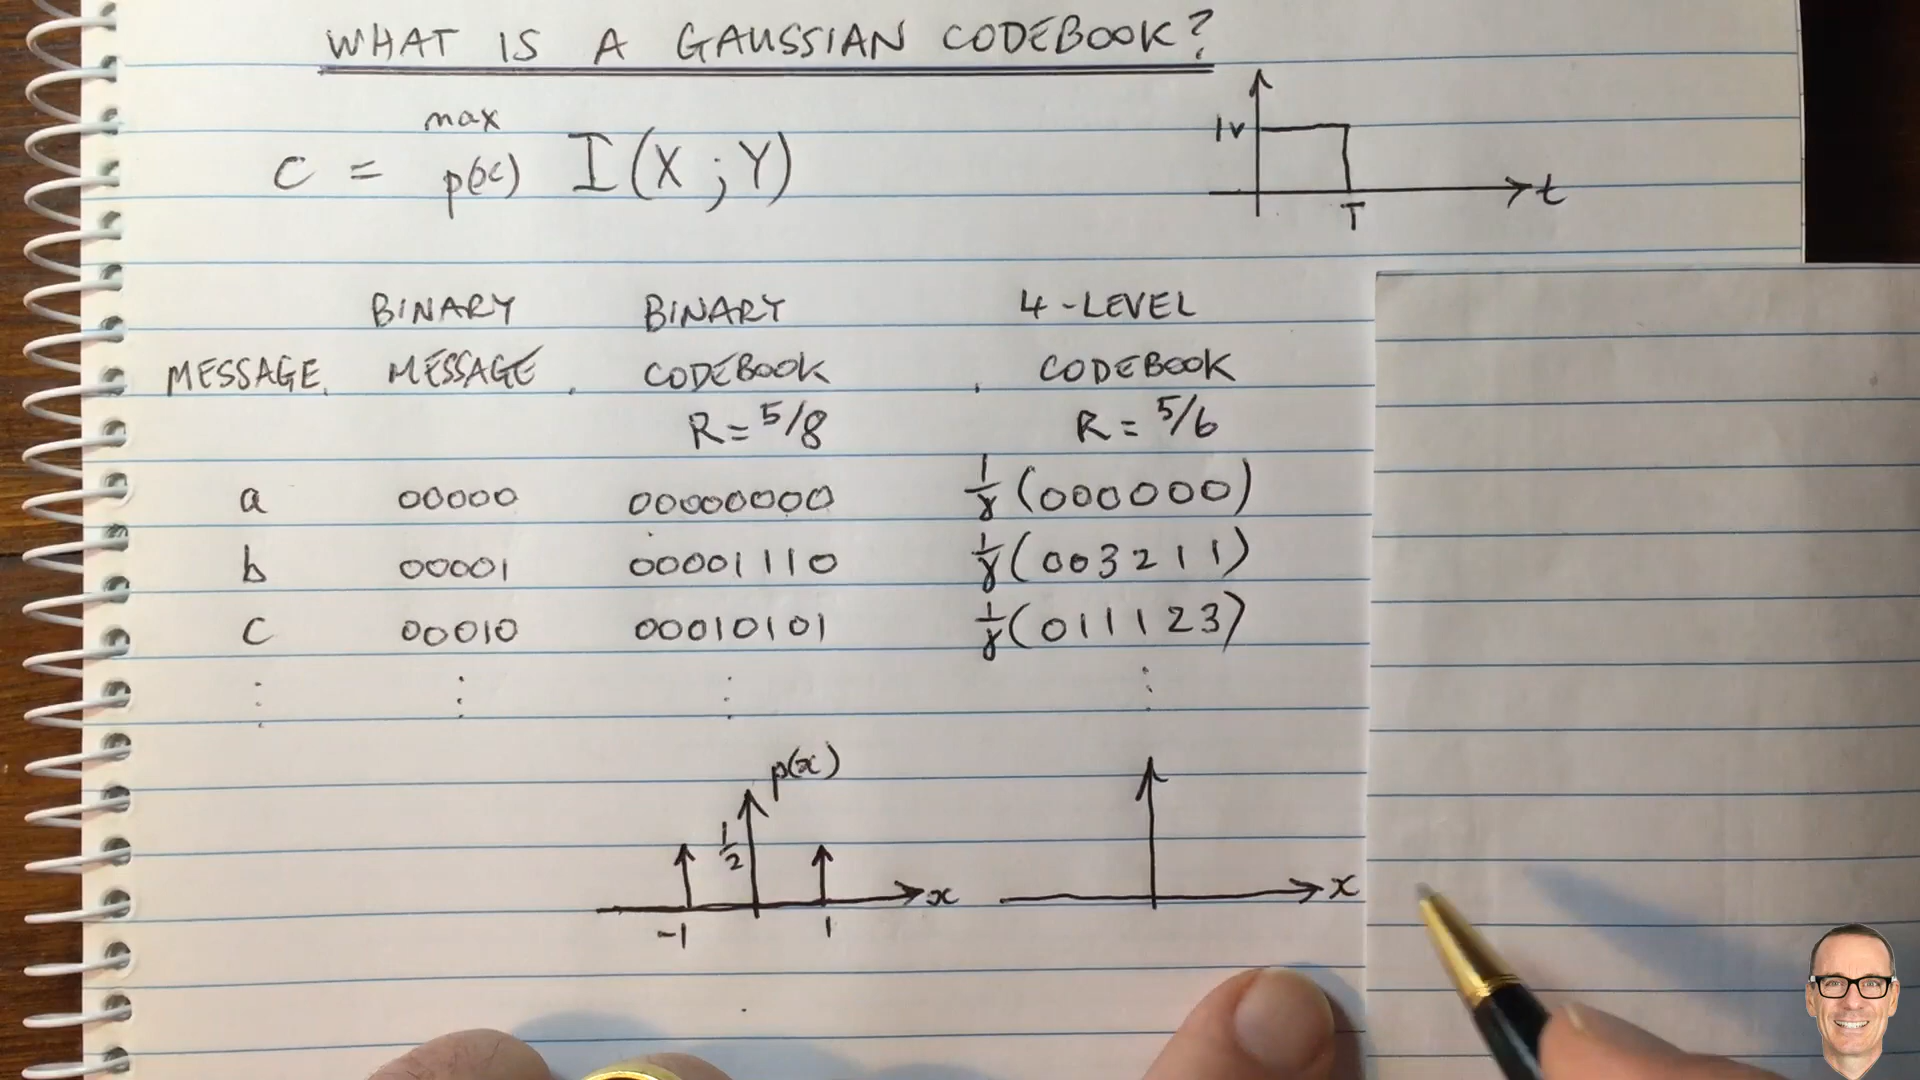 WHAT IS A GAUSSIAN CODEBOOK?
max
C = p(x) I(X;Y)
1v
t
T
BINARY BINARY 4-LEVEL
MESSAGE MESSAGE CODEBOOK CODEBOOK
R = 5/8 R = 5/6
a 00000 00000000 1/γ (000000)
b 00001 00001110 1/γ (003211)
c 00010 00010101 1/γ (011123)
⋮ ⋮ ⋮ ⋮
p(x)
1/2
x x
-1 1